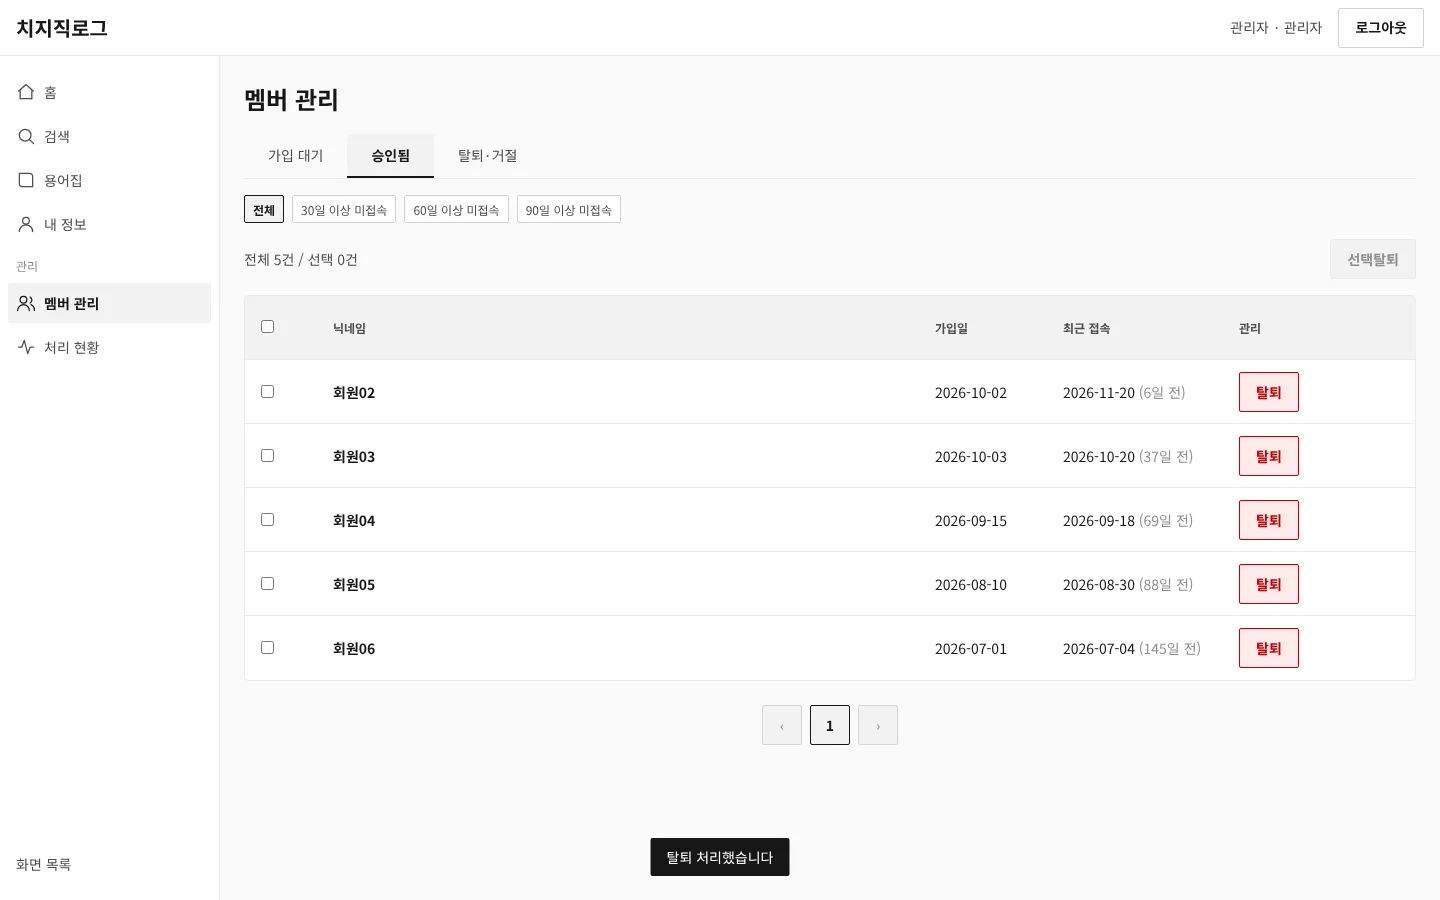 치지직로그
관리자 · 관리자
로그아웃
홈
검색
용어집
내 정보
관리
멤버 관리
처리 현황
화면 목록
멤버 관리
가입 대기
승인됨
탈퇴·거절
전체
30일 이상 미접속
60일 이상 미접속
90일 이상 미접속
전체 5건 / 선택 0건
선택탈퇴
닉네임 가입일 최근 접속 관리
회원02 2026-10-02 2026-11-20 (6일 전) 탈퇴
회원03 2026-10-03 2026-10-20 (37일 전) 탈퇴
회원04 2026-09-15 2026-09-18 (69일 전) 탈퇴
회원05 2026-08-10 2026-08-30 (88일 전) 탈퇴
회원06 2026-07-01 2026-07-04 (145일 전) 탈퇴
‹ 1 ›
탈퇴 처리했습니다